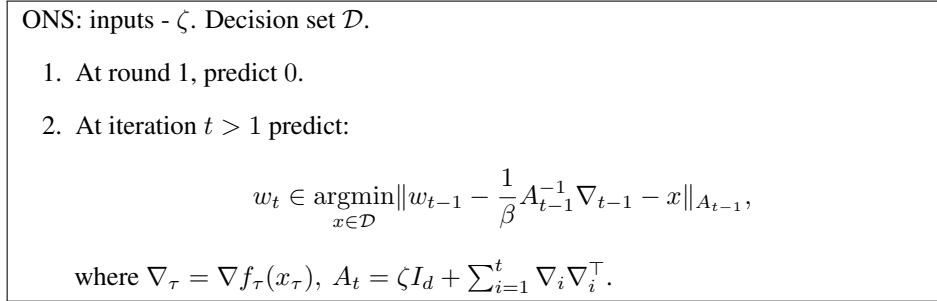 ONS: inputs - ζ. Decision set 𝒟.
1. At round 1, predict 0.
2. At iteration t > 1 predict:
w_t ∈ argmin_{x∈𝒟} ‖w_{t−1} − \frac{1}{β} A_{t−1}^{−1} ∇_{t−1} − x‖_{A_{t−1}},
where ∇_τ = ∇f_τ(x_τ), A_t = ζI_d + ∑_{i=1}^{t} ∇_i∇_i^⊤.